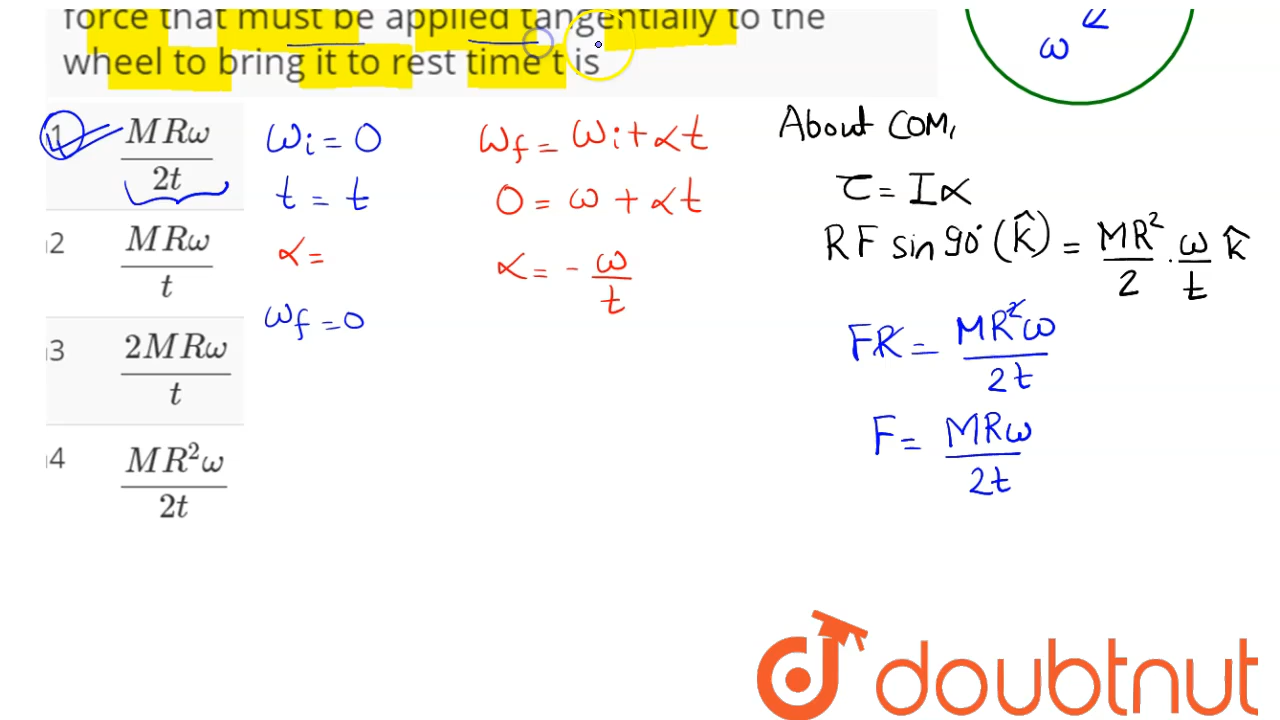 force that must be applied tangentially to the
wheel to bring it to rest time t is
ω
1 MRω/2t
ωi = 0
t = t
α =
ωf = 0
ωf = ωi + αt
0 = ω + αt
α = - ω/t
About COM,
τ = Iα
RF sin 90° (k̂) = MR²/2 . ω/t k̂
FR = MR²ω/2t
F = MRω/2t
2 MRω/t
3 2MRω/t
4 MR²ω/2t
doubtnut